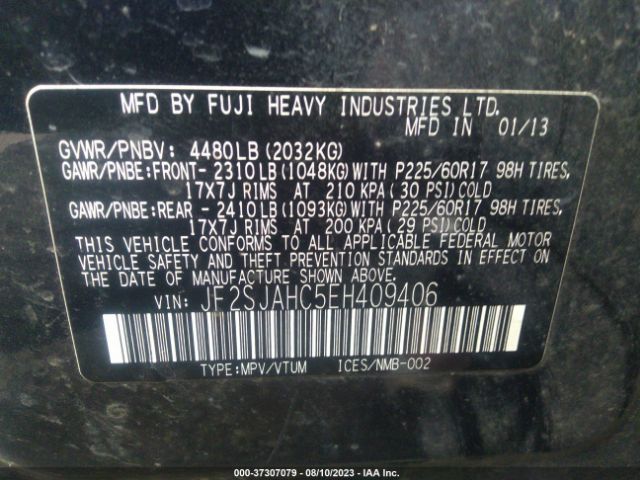 MFD BY FUJI HEAVY INDUSTRIES LTD.
MFD IN 01/13
GVWR/PNBV: 4480LB(2032KG)
GAWR/PNBE:FRONT- 2310LB(1048KG)WITH P225/60R17 98H TIRES,
17X7J RIMS AT 210 KPA(30 PSI)COLD
GAWR/PNBE:REAR - 2410LB(1093KG)WITH P225/60R17 98H TIRES,
17X7J RIMS AT 200 KPA(29 PSI)COLD
THIS VEHICLE CONFORMS TO ALL APPLICABLE FEDERAL MOTOR
VEHICLE SAFETY AND THEFT PREVENTION STANDARDS IN EFFECT ON
THE DATE OF MANUFACTURE SHOWN ABOVE.
VIN: JF2SJAHC5EH409406
TYPE:MPV/VTUM ICES/NMB-002
000-37307079 - 08/10/2023 - IAA Inc.